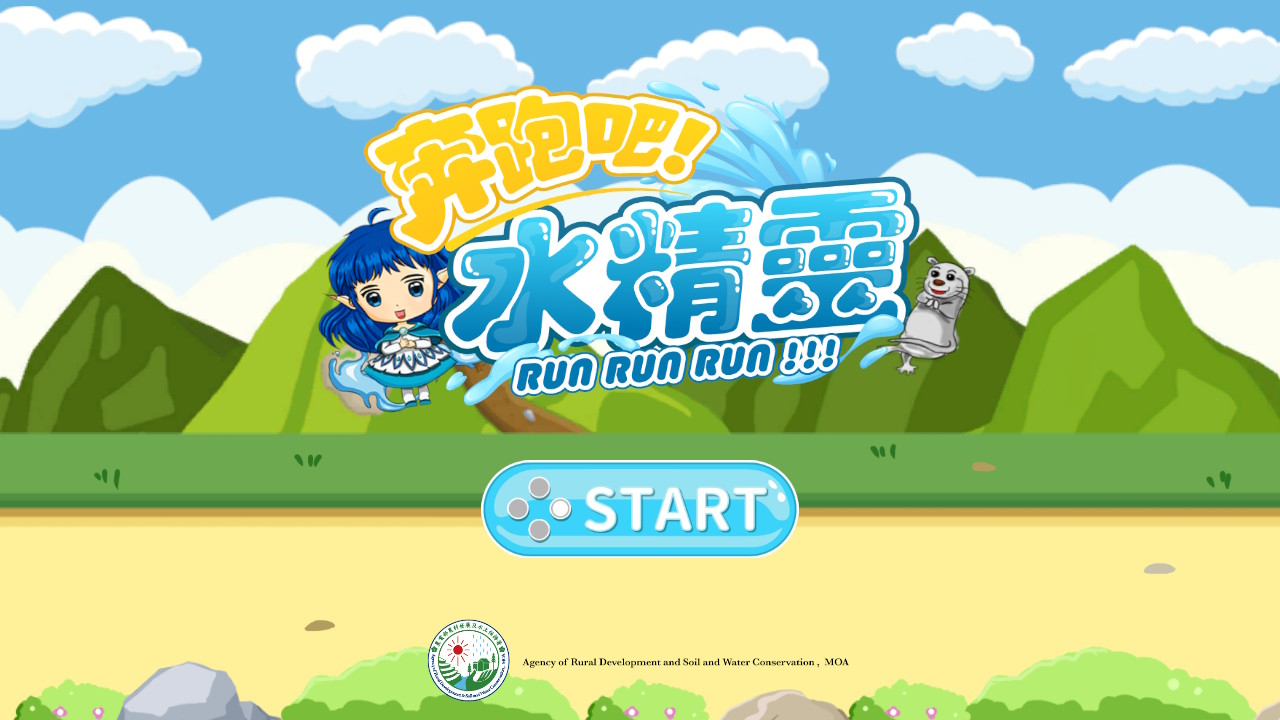 奔跑吧!
水精靈
RUN RUN RUN !!!
START
Agency of Rural Development and Soil and Water Conservation , MOA